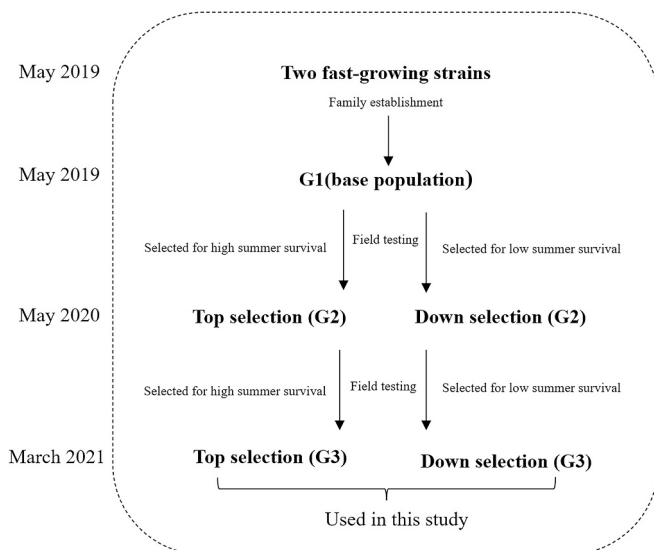 May 2019
Two fast-growing strains
Family establishment
May 2019
G1(base population)
Selected for high summer survival
Field testing
Selected for low summer survival
May 2020
Top selection (G2)
Down selection (G2)
Selected for high summer survival
Field testing
Selected for low summer survival
March 2021
Top selection (G3)
Down selection (G3)
Used in this study